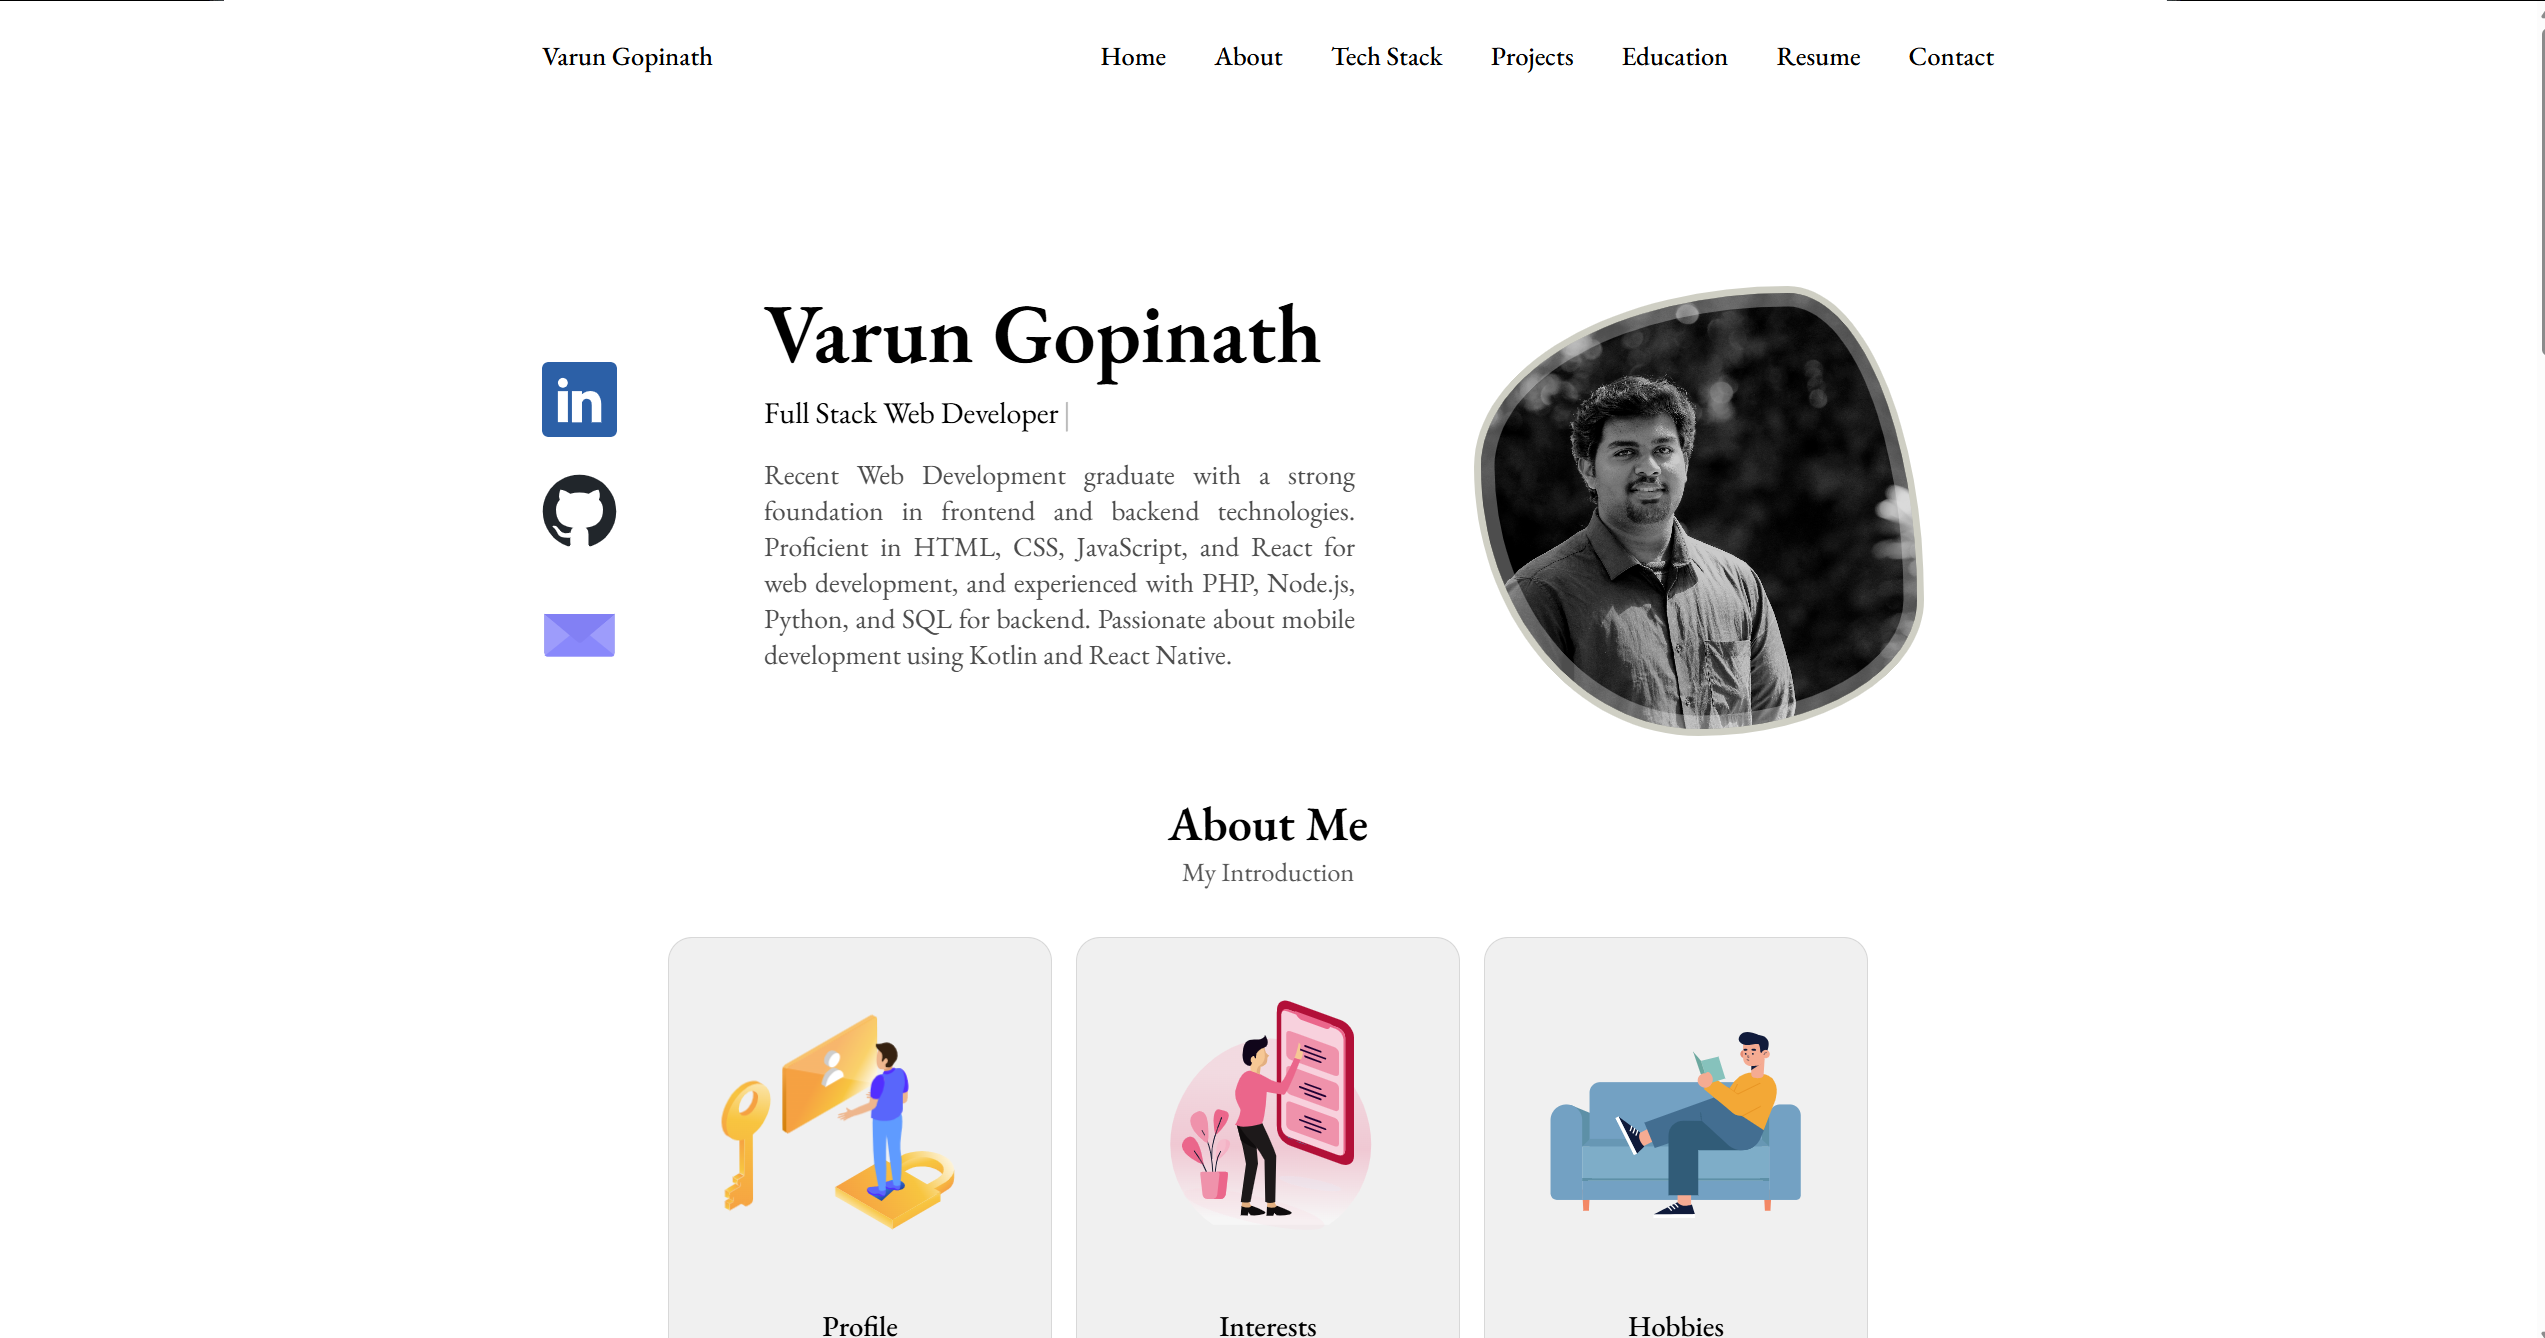 Varun Gopinath
Home About Tech Stack Projects Education Resume Contact
Varun Gopinath
Full Stack Web Developer |
in
Recent Web Development graduate with a strong
foundation in frontend and backend technologies.
Proficient in HTML, CSS, JavaScript, and React for
web development, and experienced with PHP, Node.js,
Python, and SQL for backend. Passionate about mobile
development using Kotlin and React Native.
About Me
My Introduction
Profile
Interests
Hobbies